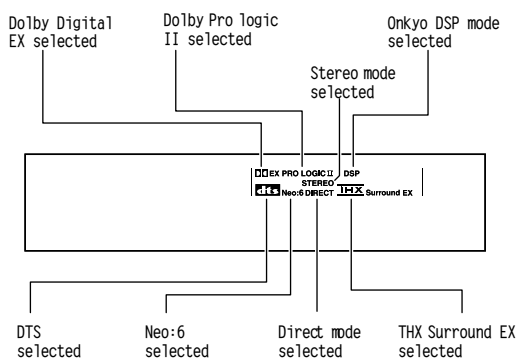 Dolby Digital
EX selected
Dolby Pro logic
II selected
Onkyo DSP mode
selected
Stereo mode
selected
EX PRO LOGIC II DSP
STEREO
dts Neo:6 DIRECT THX Surround EX
DTS
selected
Neo:6
selected
Direct mode
selected
THX Surround EX
selected